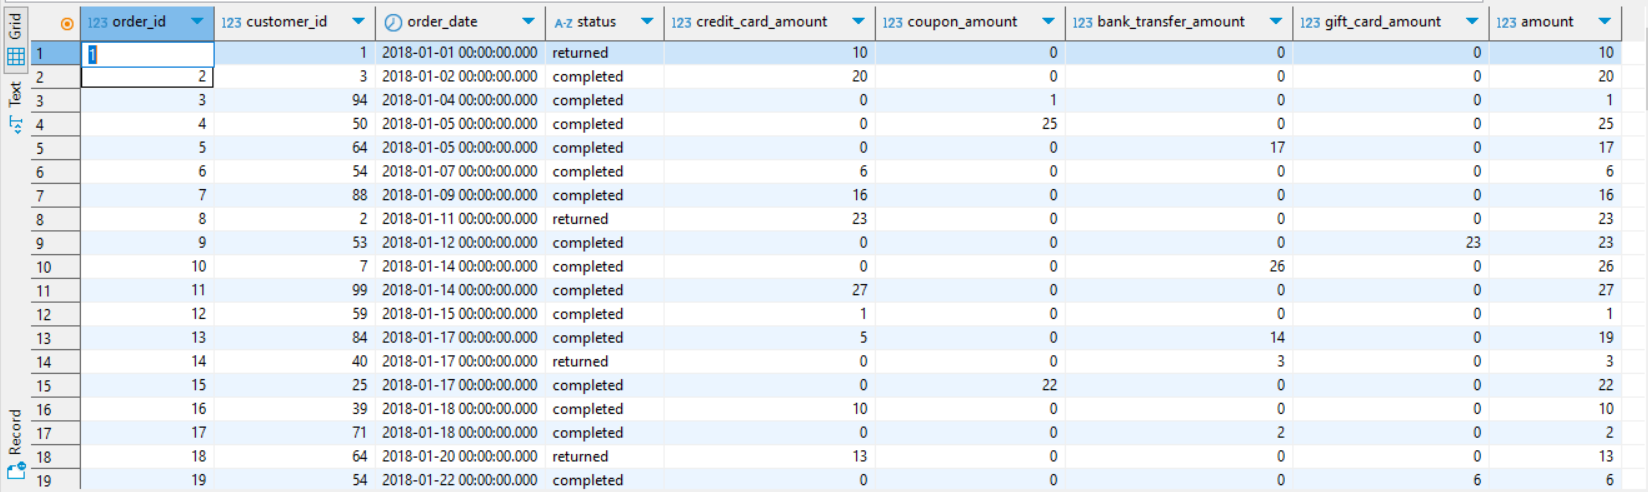 Grid
Text
Record
123 order_id 123 customer_id order_date A-Z status 123 credit_card_amount 123 coupon_amount 123 bank_transfer_amount 123 gift_card_amount 123 amount
1 1 1 2018-01-01 00:00:00.000 returned 10 0 0 0 10
2 2 3 2018-01-02 00:00:00.000 completed 20 0 0 0 20
3 3 94 2018-01-04 00:00:00.000 completed 0 1 0 0 1
4 4 50 2018-01-05 00:00:00.000 completed 0 25 0 0 25
5 5 64 2018-01-05 00:00:00.000 completed 0 0 17 0 17
6 6 54 2018-01-07 00:00:00.000 completed 6 0 0 0 6
7 7 88 2018-01-09 00:00:00.000 completed 16 0 0 0 16
8 8 2 2018-01-11 00:00:00.000 returned 23 0 0 0 23
9 9 53 2018-01-12 00:00:00.000 completed 0 0 0 23 23
10 10 7 2018-01-14 00:00:00.000 completed 0 0 26 0 26
11 11 99 2018-01-14 00:00:00.000 completed 27 0 0 0 27
12 12 59 2018-01-15 00:00:00.000 completed 1 0 0 0 1
13 13 84 2018-01-17 00:00:00.000 completed 5 0 14 0 19
14 14 40 2018-01-17 00:00:00.000 returned 0 0 3 0 3
15 15 25 2018-01-17 00:00:00.000 completed 0 22 0 0 22
16 16 39 2018-01-18 00:00:00.000 completed 10 0 0 0 10
17 17 71 2018-01-18 00:00:00.000 completed 0 0 2 0 2
18 18 64 2018-01-20 00:00:00.000 returned 13 0 0 0 13
19 19 54 2018-01-22 00:00:00.000 completed 0 0 0 6 6